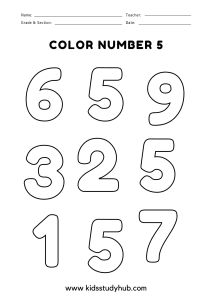 Name: Teacher:
Grade & Section: Date:
COLOR NUMBER 5
6 5 9
3 2 5
1 5 7
www.kidsstudyhub.com